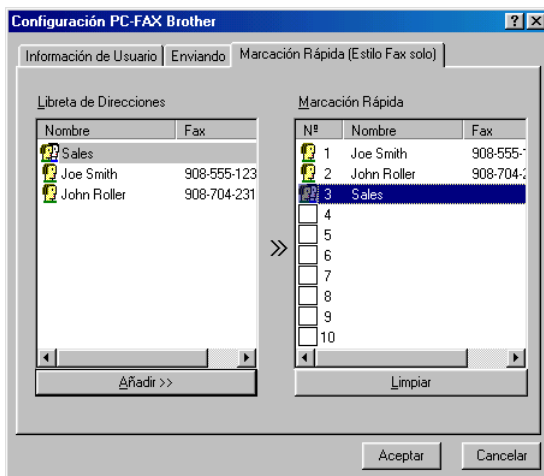 Configuración PC-FAX Brother
Información de Usuario Enviando Marcación Rápida (Estilo Fax solo)
Libreta de Direcciones
Nombre Fax
Sales
Joe Smith 908-555-123
John Roller 908-704-231
Añadir >>
Marcación Rápida
Nº Nombre Fax
1 Joe Smith 908-555-
2 John Roller 908-704-
3 Sales
4
5
6
7
8
9
10
Limpiar
Aceptar Cancelar